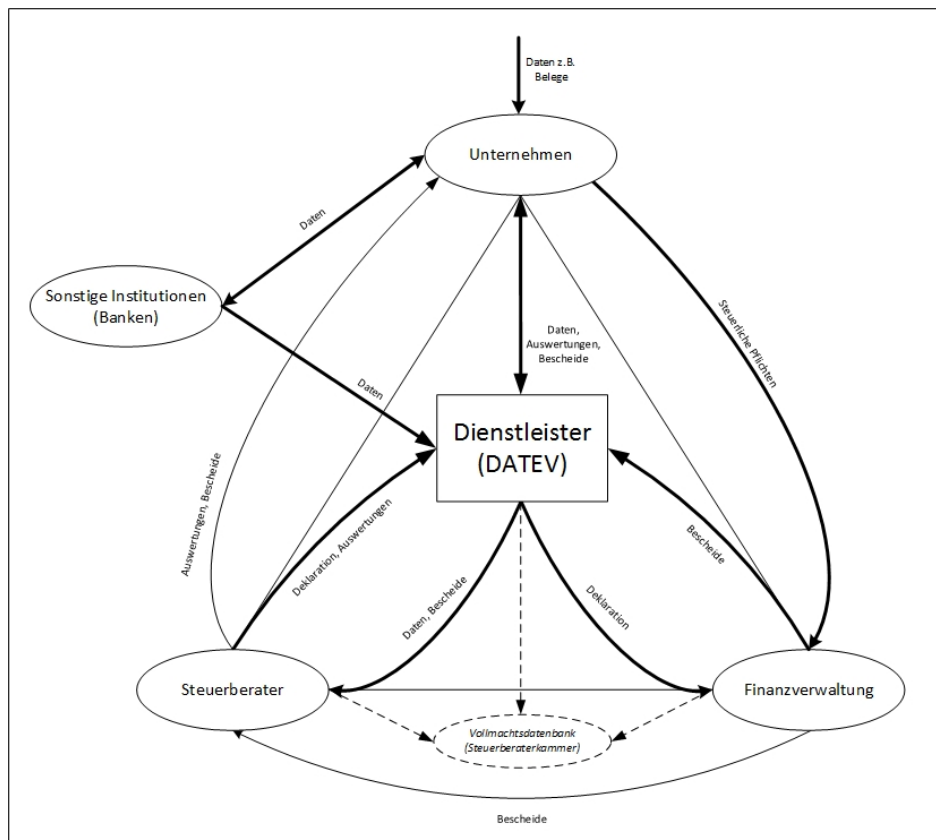 Daten z.B.
Belege
Unternehmen
Daten
Sonstige Institutionen
(Banken)
Steuerliche Pflichten
Daten,
Auswertungen,
Bescheide
Daten
Dienstleister
(DATEV)
Auswertungen, Bescheide
Deklaration, Auswertungen
Bescheide
Daten, Bescheide
Deklaration
Steuerberater
Finanzverwaltung
Vollmachtsdatenbank
(Steuerberaterkammer)
Bescheide